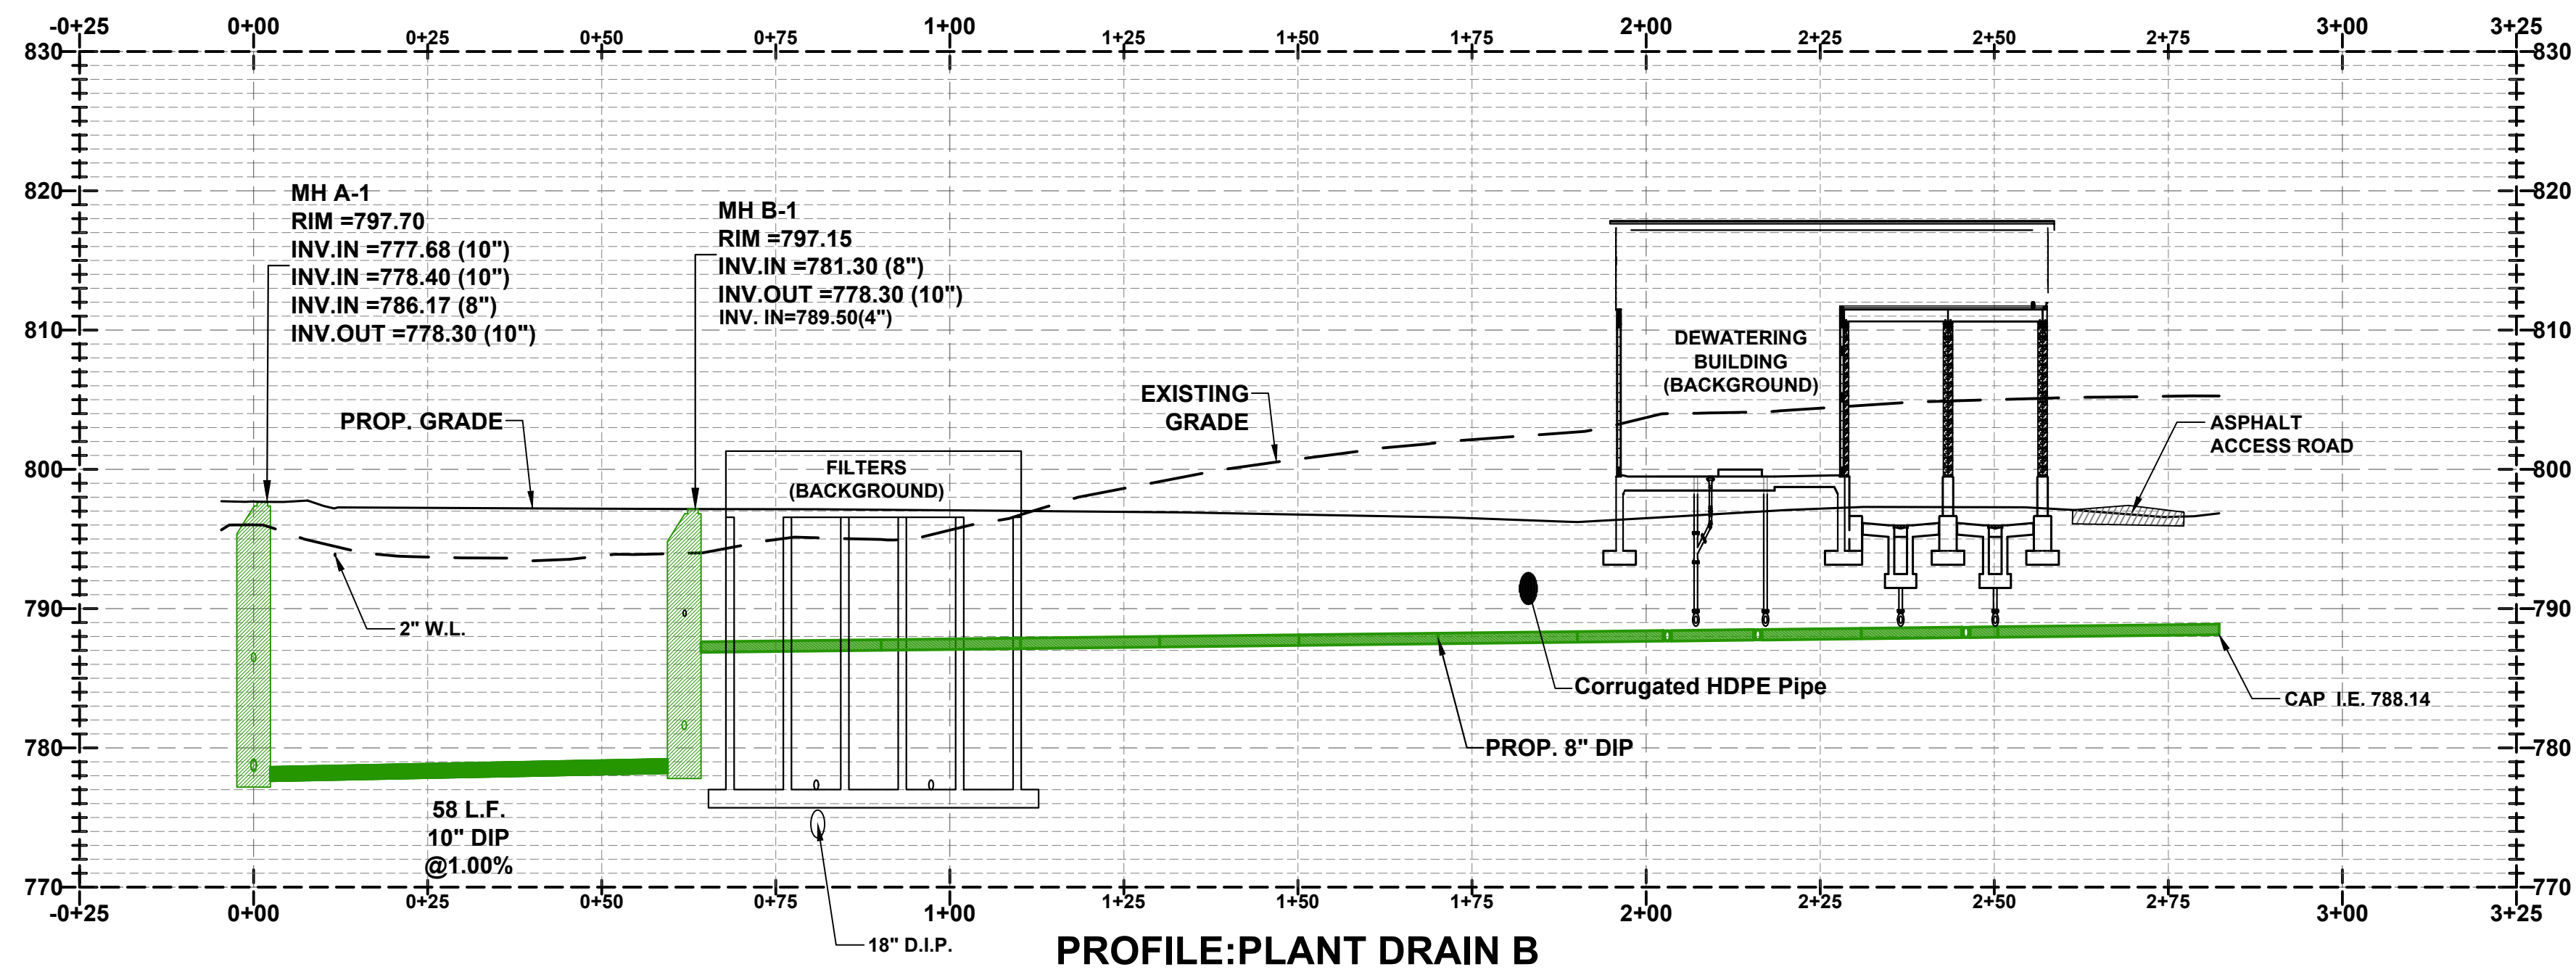 -0+25 0+00 0+25 0+50 0+75 1+00 1+25 1+50 1+75 2+00 2+25 2+50 2+75 3+00 3+25
830 830
820 820
MH A-1
RIM =797.70
INV.IN =777.68 (10")
INV.IN =778.40 (10")
INV.IN =786.17 (8")
INV.OUT =778.30 (10")
MH B-1
RIM =797.15
INV.IN =781.30 (8")
INV.OUT =778.30 (10")
INV. IN=789.50(4")
810 810
DEWATERING
BUILDING
(BACKGROUND)
EXISTING
GRADE
PROP. GRADE
ASPHALT
ACCESS ROAD
800 800
FILTERS
(BACKGROUND)
790 790
2" W.L.
Corrugated HDPE Pipe
CAP I.E. 788.14
780 780
PROP. 8" DIP
58 L.F.
10" DIP
@1.00%
770 770
-0+25 0+00 0+25 0+50 0+75 1+00 1+25 1+50 1+75 2+00 2+25 2+50 2+75 3+00 3+25
18" D.I.P.
PROFILE:PLANT DRAIN B